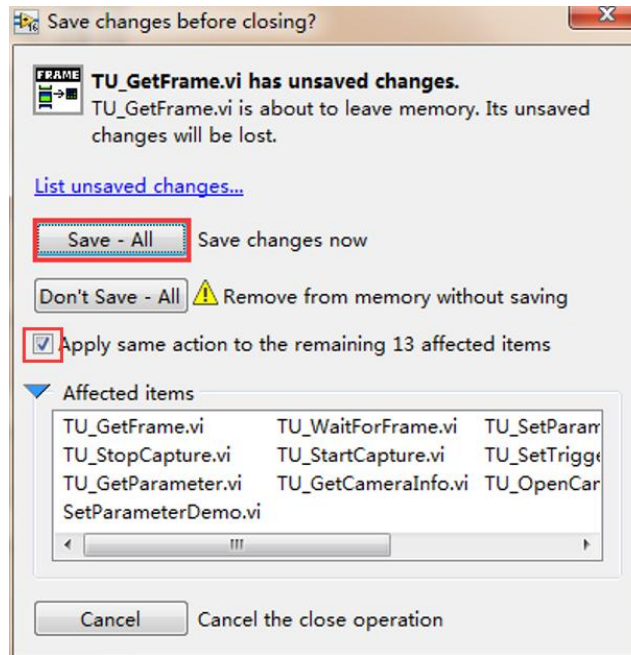 Save changes before closing?
FRAME
TU_GetFrame.vi has unsaved changes.
TU_GetFrame.vi is about to leave memory. Its unsaved
changes will be lost.
List unsaved changes...
Save - All Save changes now
Don't Save - All Remove from memory without saving
Apply same action to the remaining 13 affected items
Affected items
TU_GetFrame.vi TU_WaitForFrame.vi TU_SetParam
TU_StopCapture.vi TU_StartCapture.vi TU_SetTrigge
TU_GetParameter.vi TU_GetCameraInfo.vi TU_OpenCar
SetParameterDemo.vi
Cancel Cancel the close operation